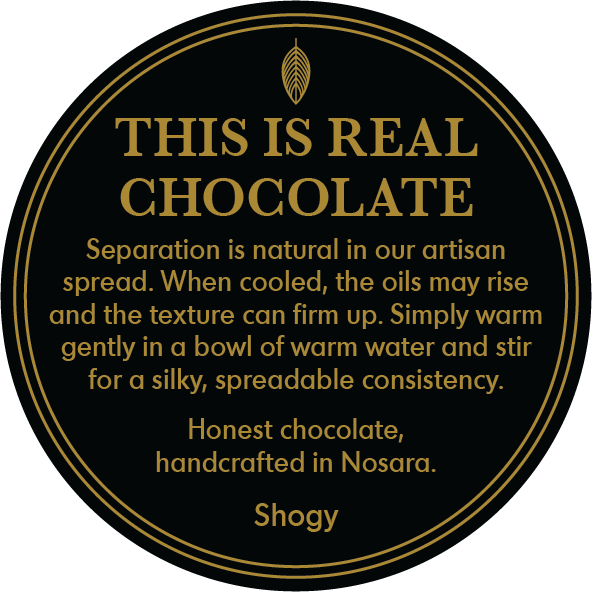 THIS IS REAL
CHOCOLATE
Separation is natural in our artisan
spread. When cooled, the oils may rise
and the texture can firm up. Simply warm
gently in a bowl of warm water and stir
for a silky, spreadable consistency.
Honest chocolate,
handcrafted in Nosara.
Shogy